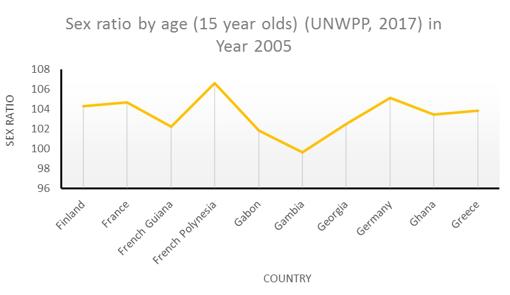 Sex ratio by age (15 year olds) (UNWPP, 2017) in
Year 2005
SEX RATIO
108
106
104
102
100
98
96
Finland
France
French Guiana
French Polynesia
Gabon
Gambia
Georgia
Germany
Ghana
Greece
COUNTRY